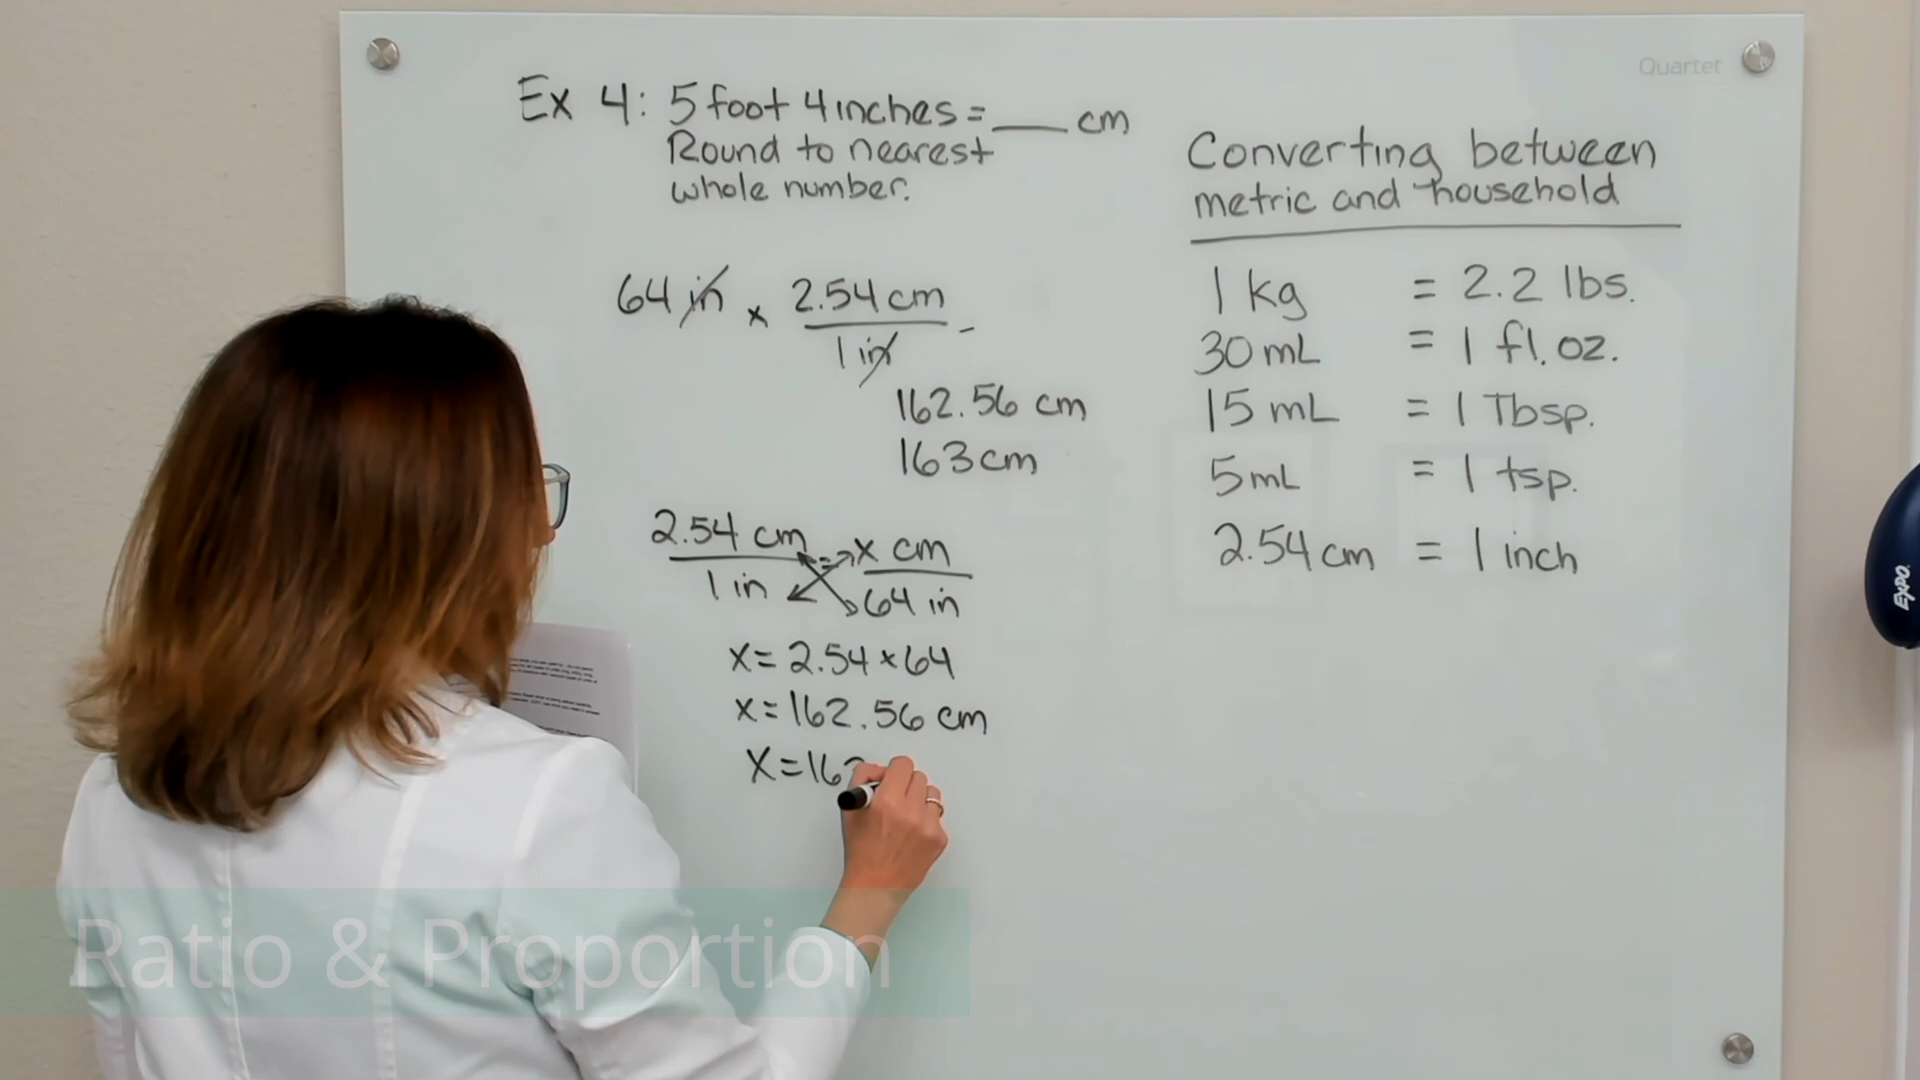 Quartet
Ex 4: 5 foot 4 inches = ___ cm
Round to nearest
whole number.
64 in x 2.54 cm
1 in
162.56 cm
163 cm
2.54 cm = x cm
1 in 64 in
x = 2.54 x 64
x = 162.56 cm
X = 16
Converting between
metric and household
1 kg = 2.2 lbs.
30 mL = 1 fl. oz.
15 mL = 1 Tbsp.
5 mL = 1 tsp.
2.54 cm = 1 inch
EXPO
Ratio & Proportion